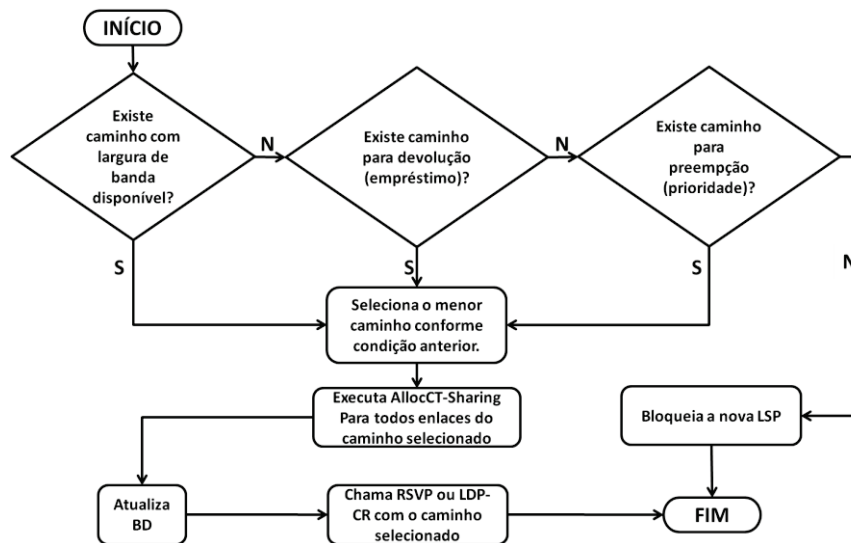 INÍCIO
Existe
caminho com
largura de
banda
disponível?
N
Existe caminho
para devolução
(empréstimo)?
N
Existe caminho
para
preempção
(prioridade)?
S
S
S
N
Seleciona o menor
caminho conforme
condição anterior.
Executa AllocCT-Sharing
Para todos enlaces do
caminho selecionado
Bloqueia a nova LSP
Atualiza
BD
Chama RSVP ou LDP-
CR com o caminho
selecionado
FIM